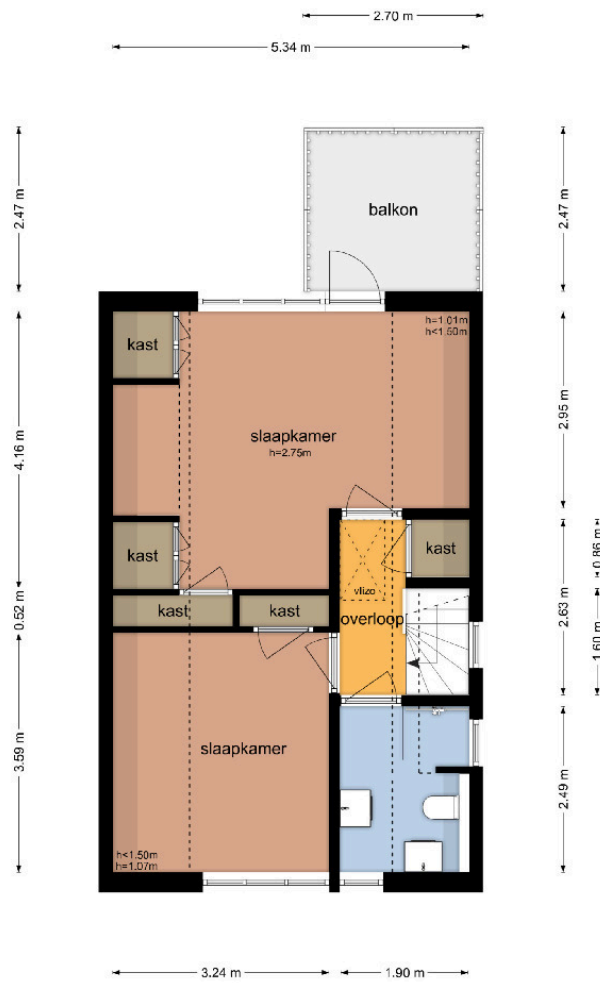 2.70 m
5.34 m
2.47 m
2.47 m
balkon
h=1.01m
h<1.50m
kast
slaapkamer
h=2.75m
4.16 m
2.95 m
kast
kast
vlizo
overloop
kast
kast
0.52 m
2.63 m
0.86 m
1.60 m
slaapkamer
3.59 m
2.49 m
h<1.50m
h=1.07m
3.24 m
1.90 m